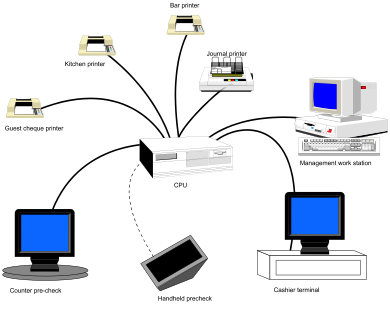 Bar printer
Kitchen printer
Journal printer
Guest cheque printer
Management work station
CPU
Counter pre-check
Handheld precheck
Cashier terminal